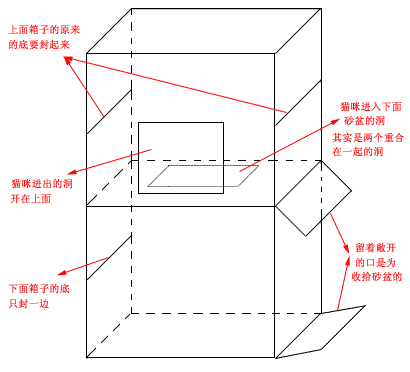 上面箱子的原来
的底要封起来
猫咪进入下面
砂盆的洞
其实是两个重合
在一起的洞
猫咪进出的洞
开在上面
留着敞开
的口是为
收拾砂盆的
下面箱子的底
只封一边